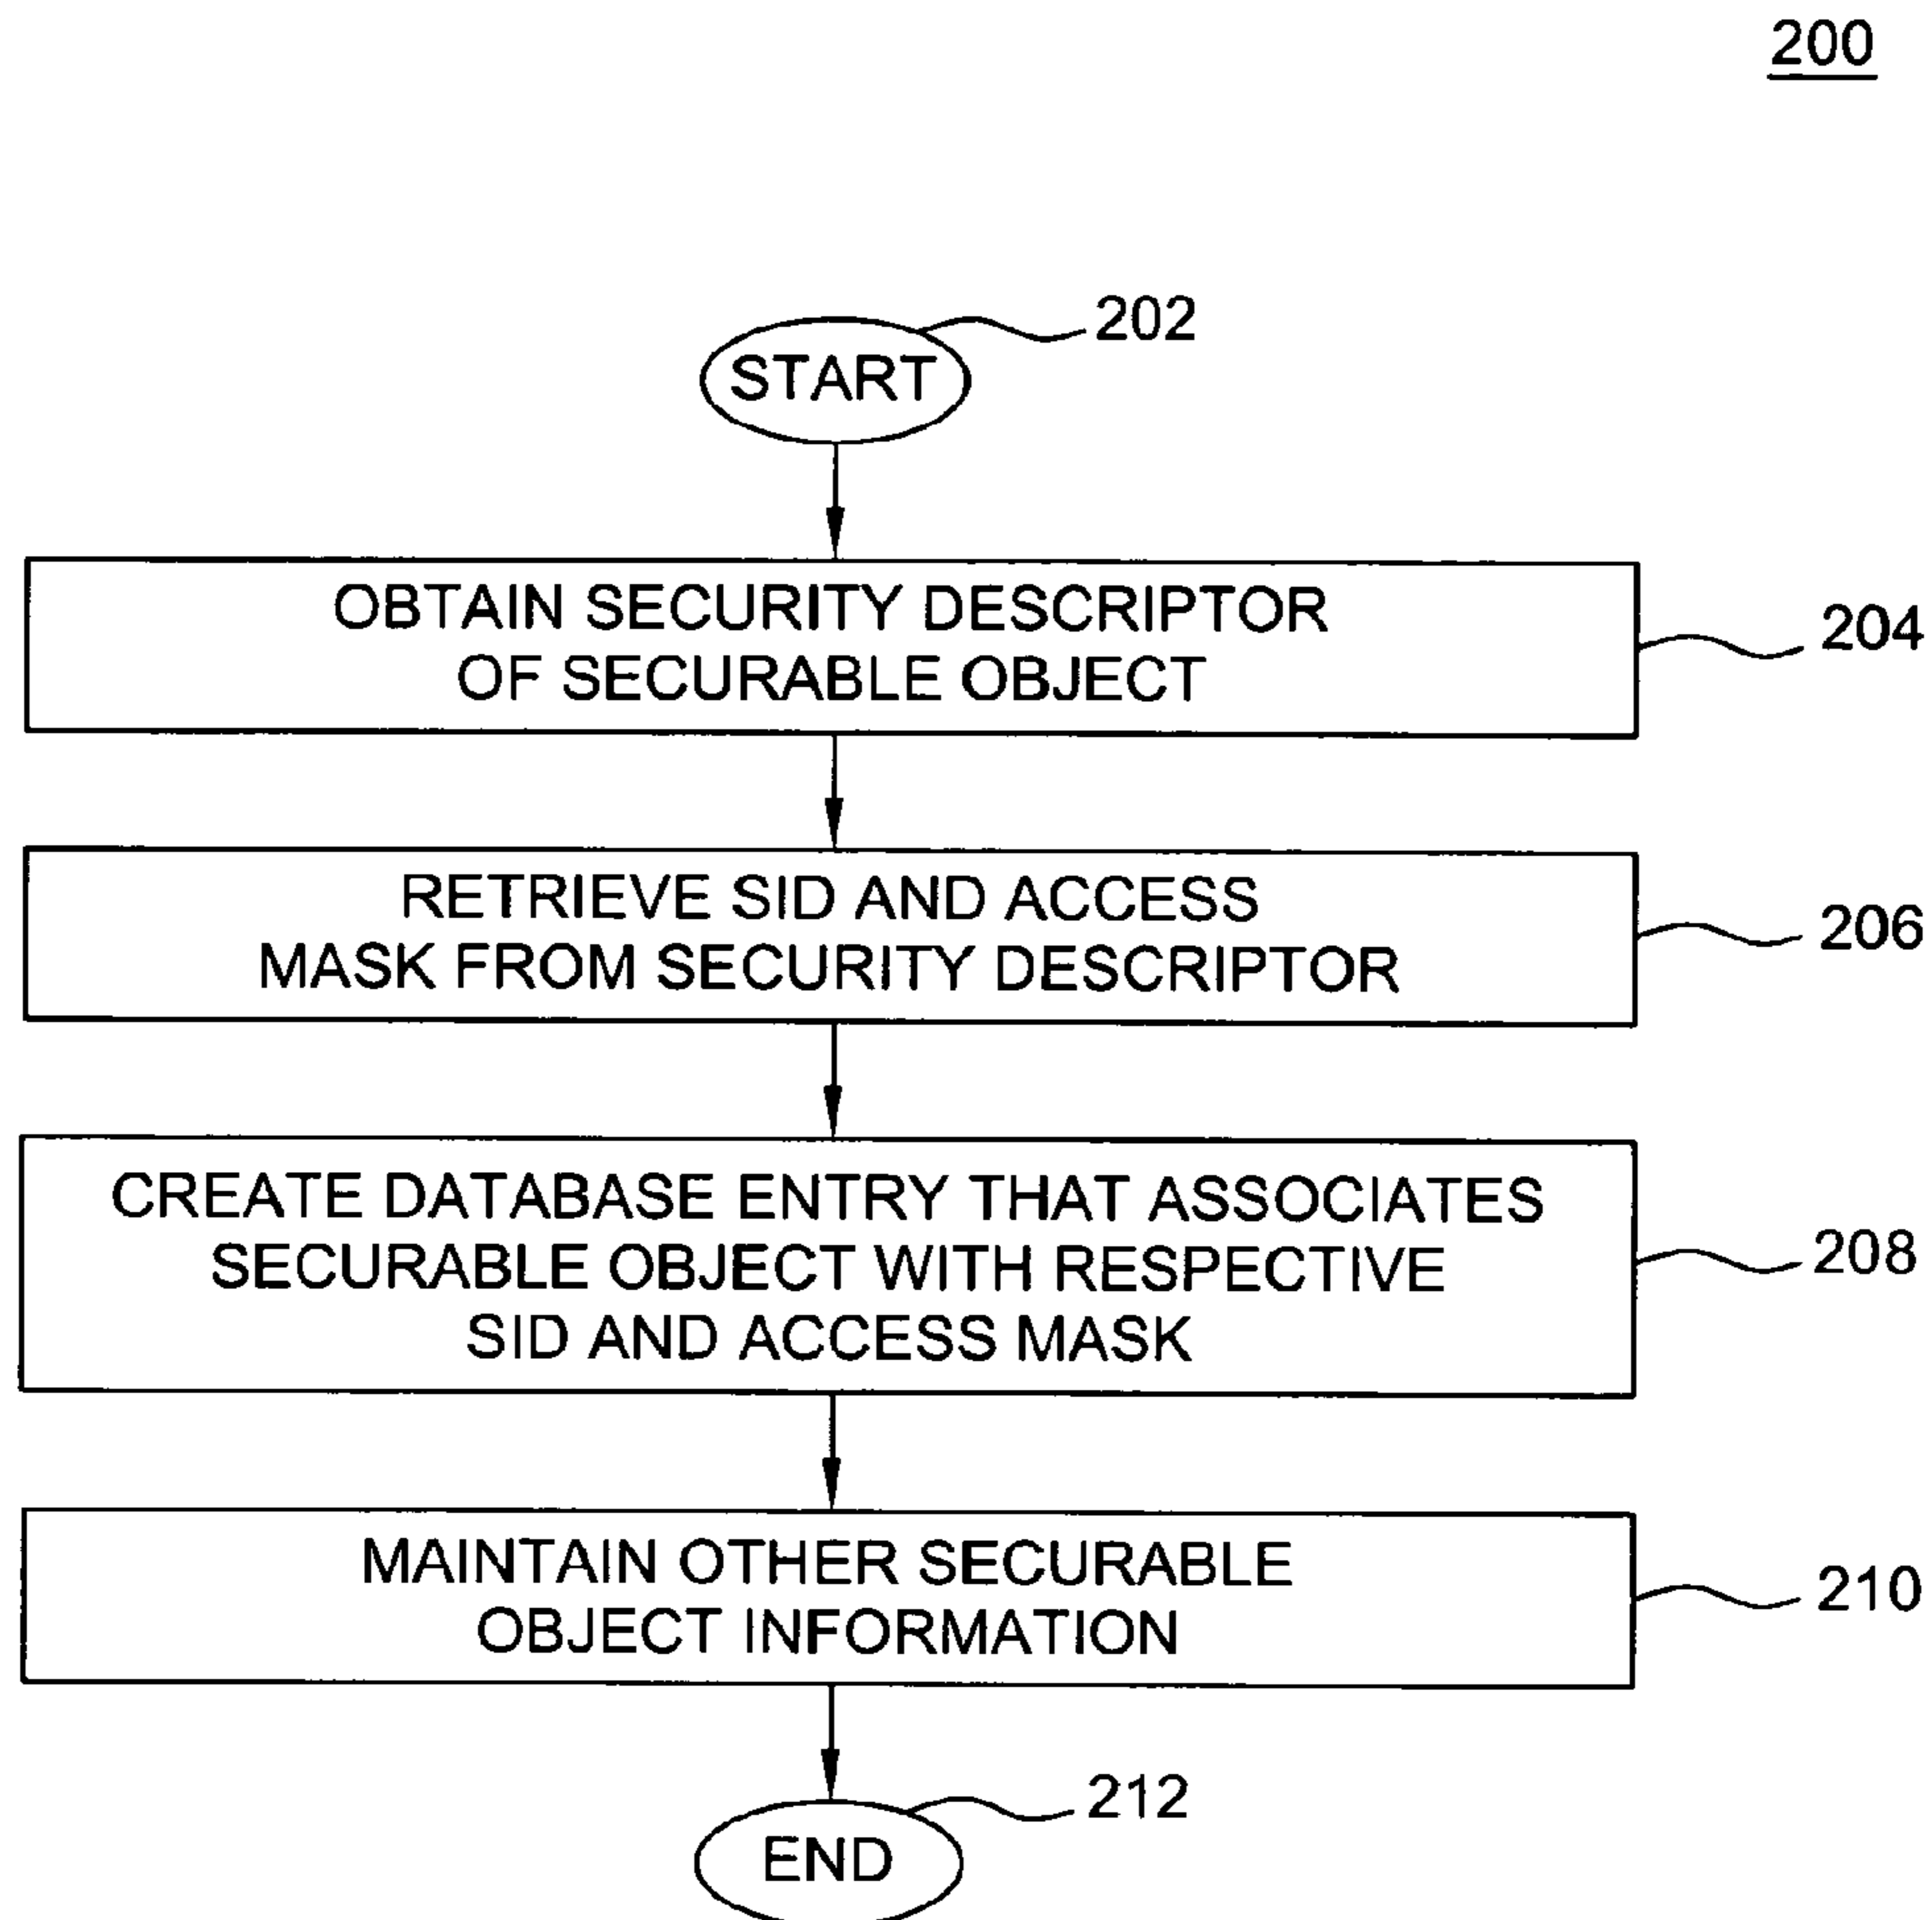 200
START
202
OBTAIN SECURITY DESCRIPTOR
OF SECURABLE OBJECT
204
RETRIEVE SID AND ACCESS
MASK FROM SECURITY DESCRIPTOR
206
CREATE DATABASE ENTRY THAT ASSOCIATES
SECURABLE OBJECT WITH RESPECTIVE
SID AND ACCESS MASK
208
MAINTAIN OTHER SECURABLE
OBJECT INFORMATION
210
END
212